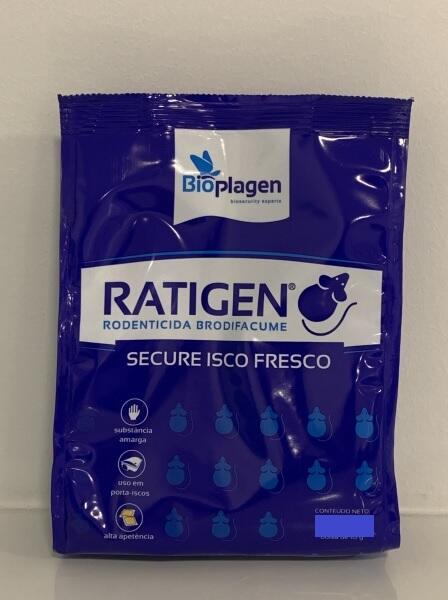 Bioplagen
biosecurity experts
RATIGEN®
RODENTICIDA BRODIFACUME
SECURE ISCO FRESCO
substância
amarga
uso em
porta-iscos
alta apetência
CONTEÚDO NETO: